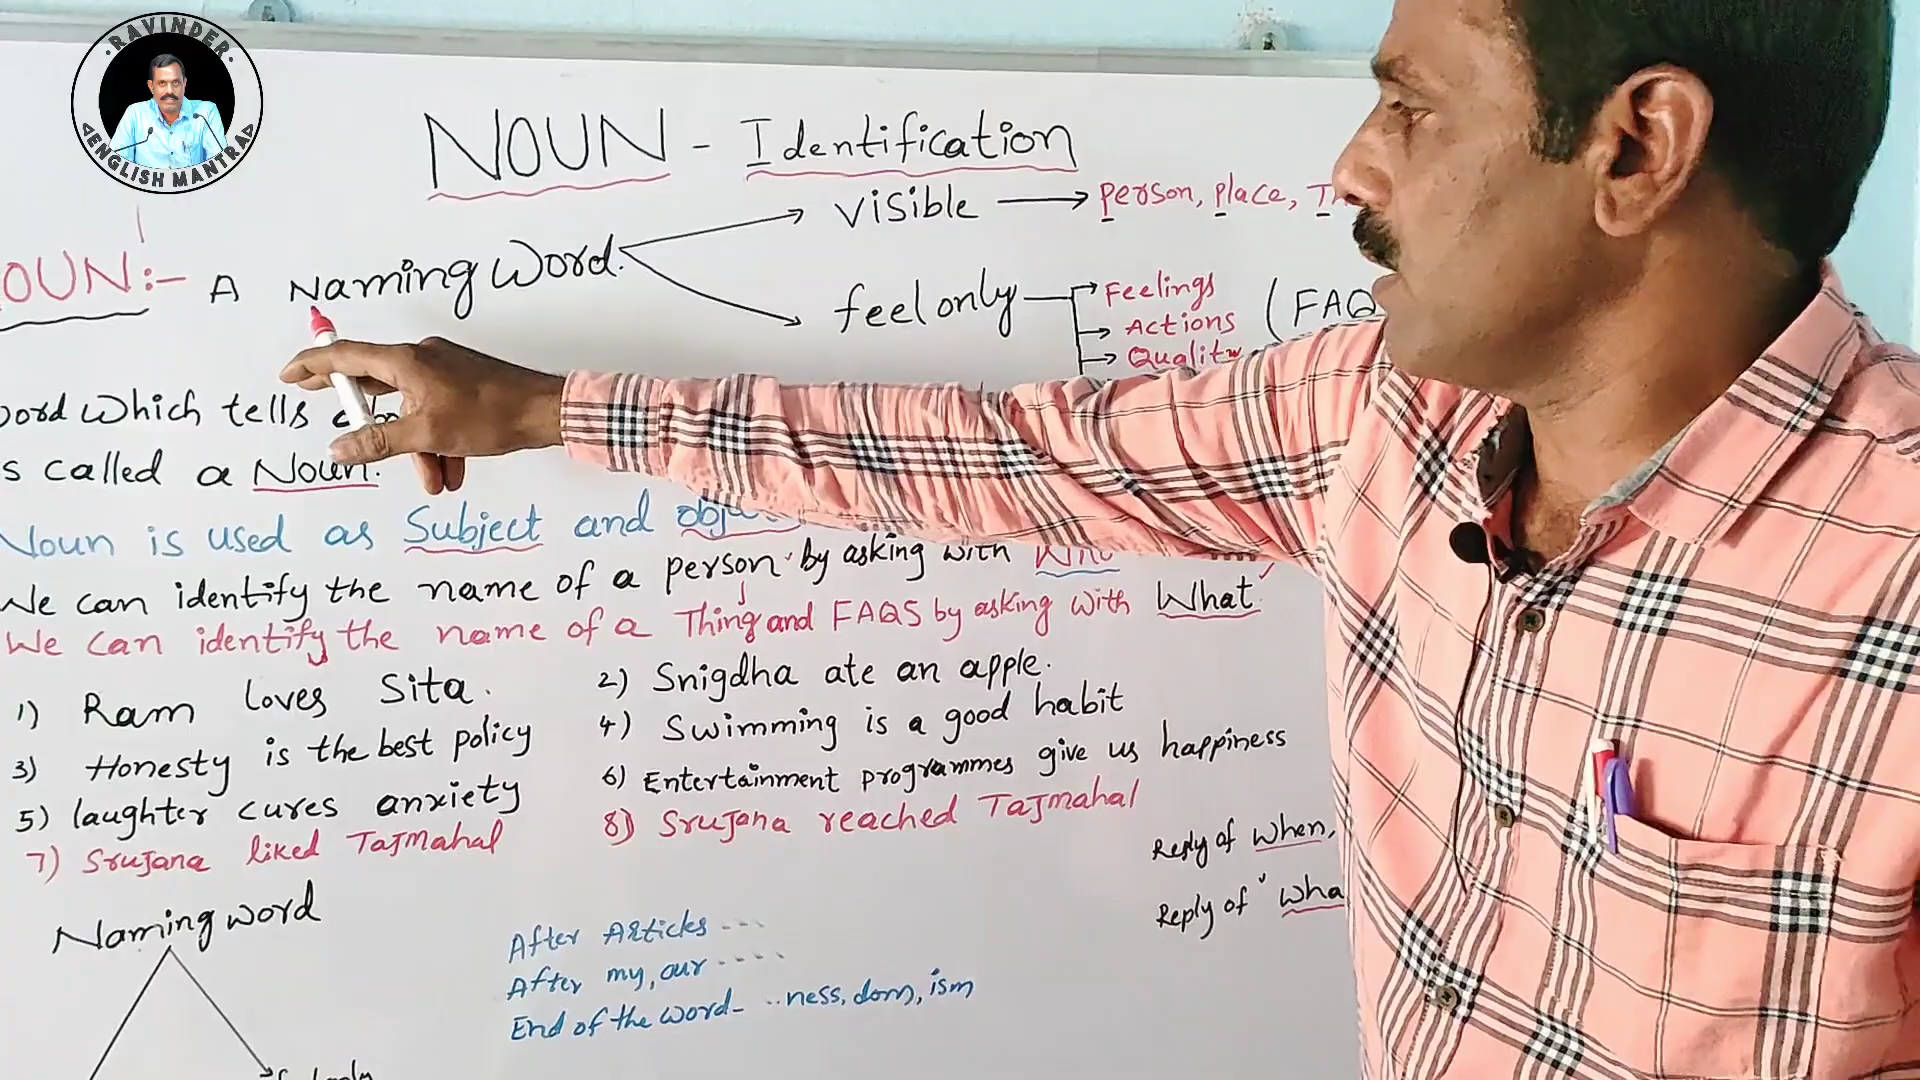 RAVINDER
ENGLISH MANTRA
NOUN - Identification
visible → Person, Place,
OUN:- A Naming Word.
feel only
Feelings
Actions
Quality
(FAQ
word which tells
s called a Noun.
Noun is used as Subject and obj
We can identify the name of a person by asking with Who
We can identify the name of a Thing and FAQS by asking with What.
1) Ram loves Sita.
2) Snigdha ate an apple.
3) Honesty is the best policy
4) Swimming is a good habit
5) laughter cures anxiety
6) Entertainment programmes give us happiness
7) SruJana liked TaJmahal
8) SruJana reached TaJmahal
Reply of when,
Reply of "wha
Naming word
After Articles ---
After my, our ----
End of the word- ..ness, dom, ism